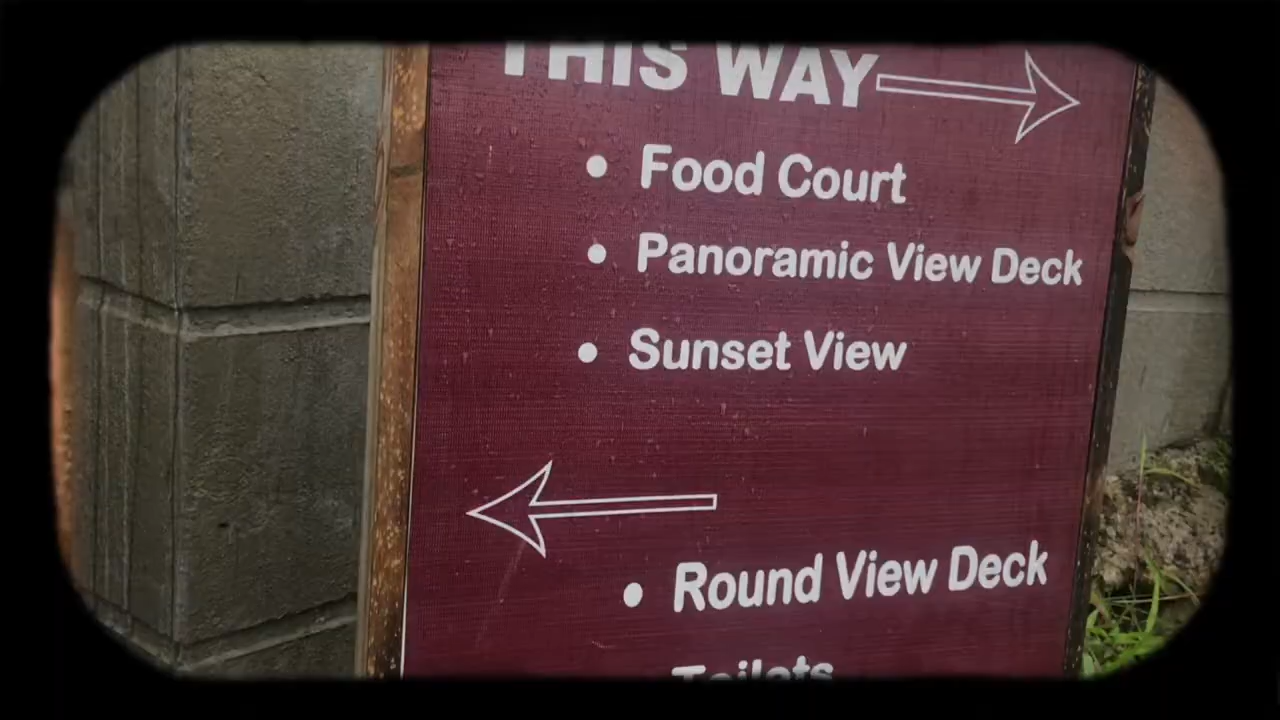 THIS WAY
• Food Court
• Panoramic View Deck
• Sunset View
• Round View Deck
Toilets